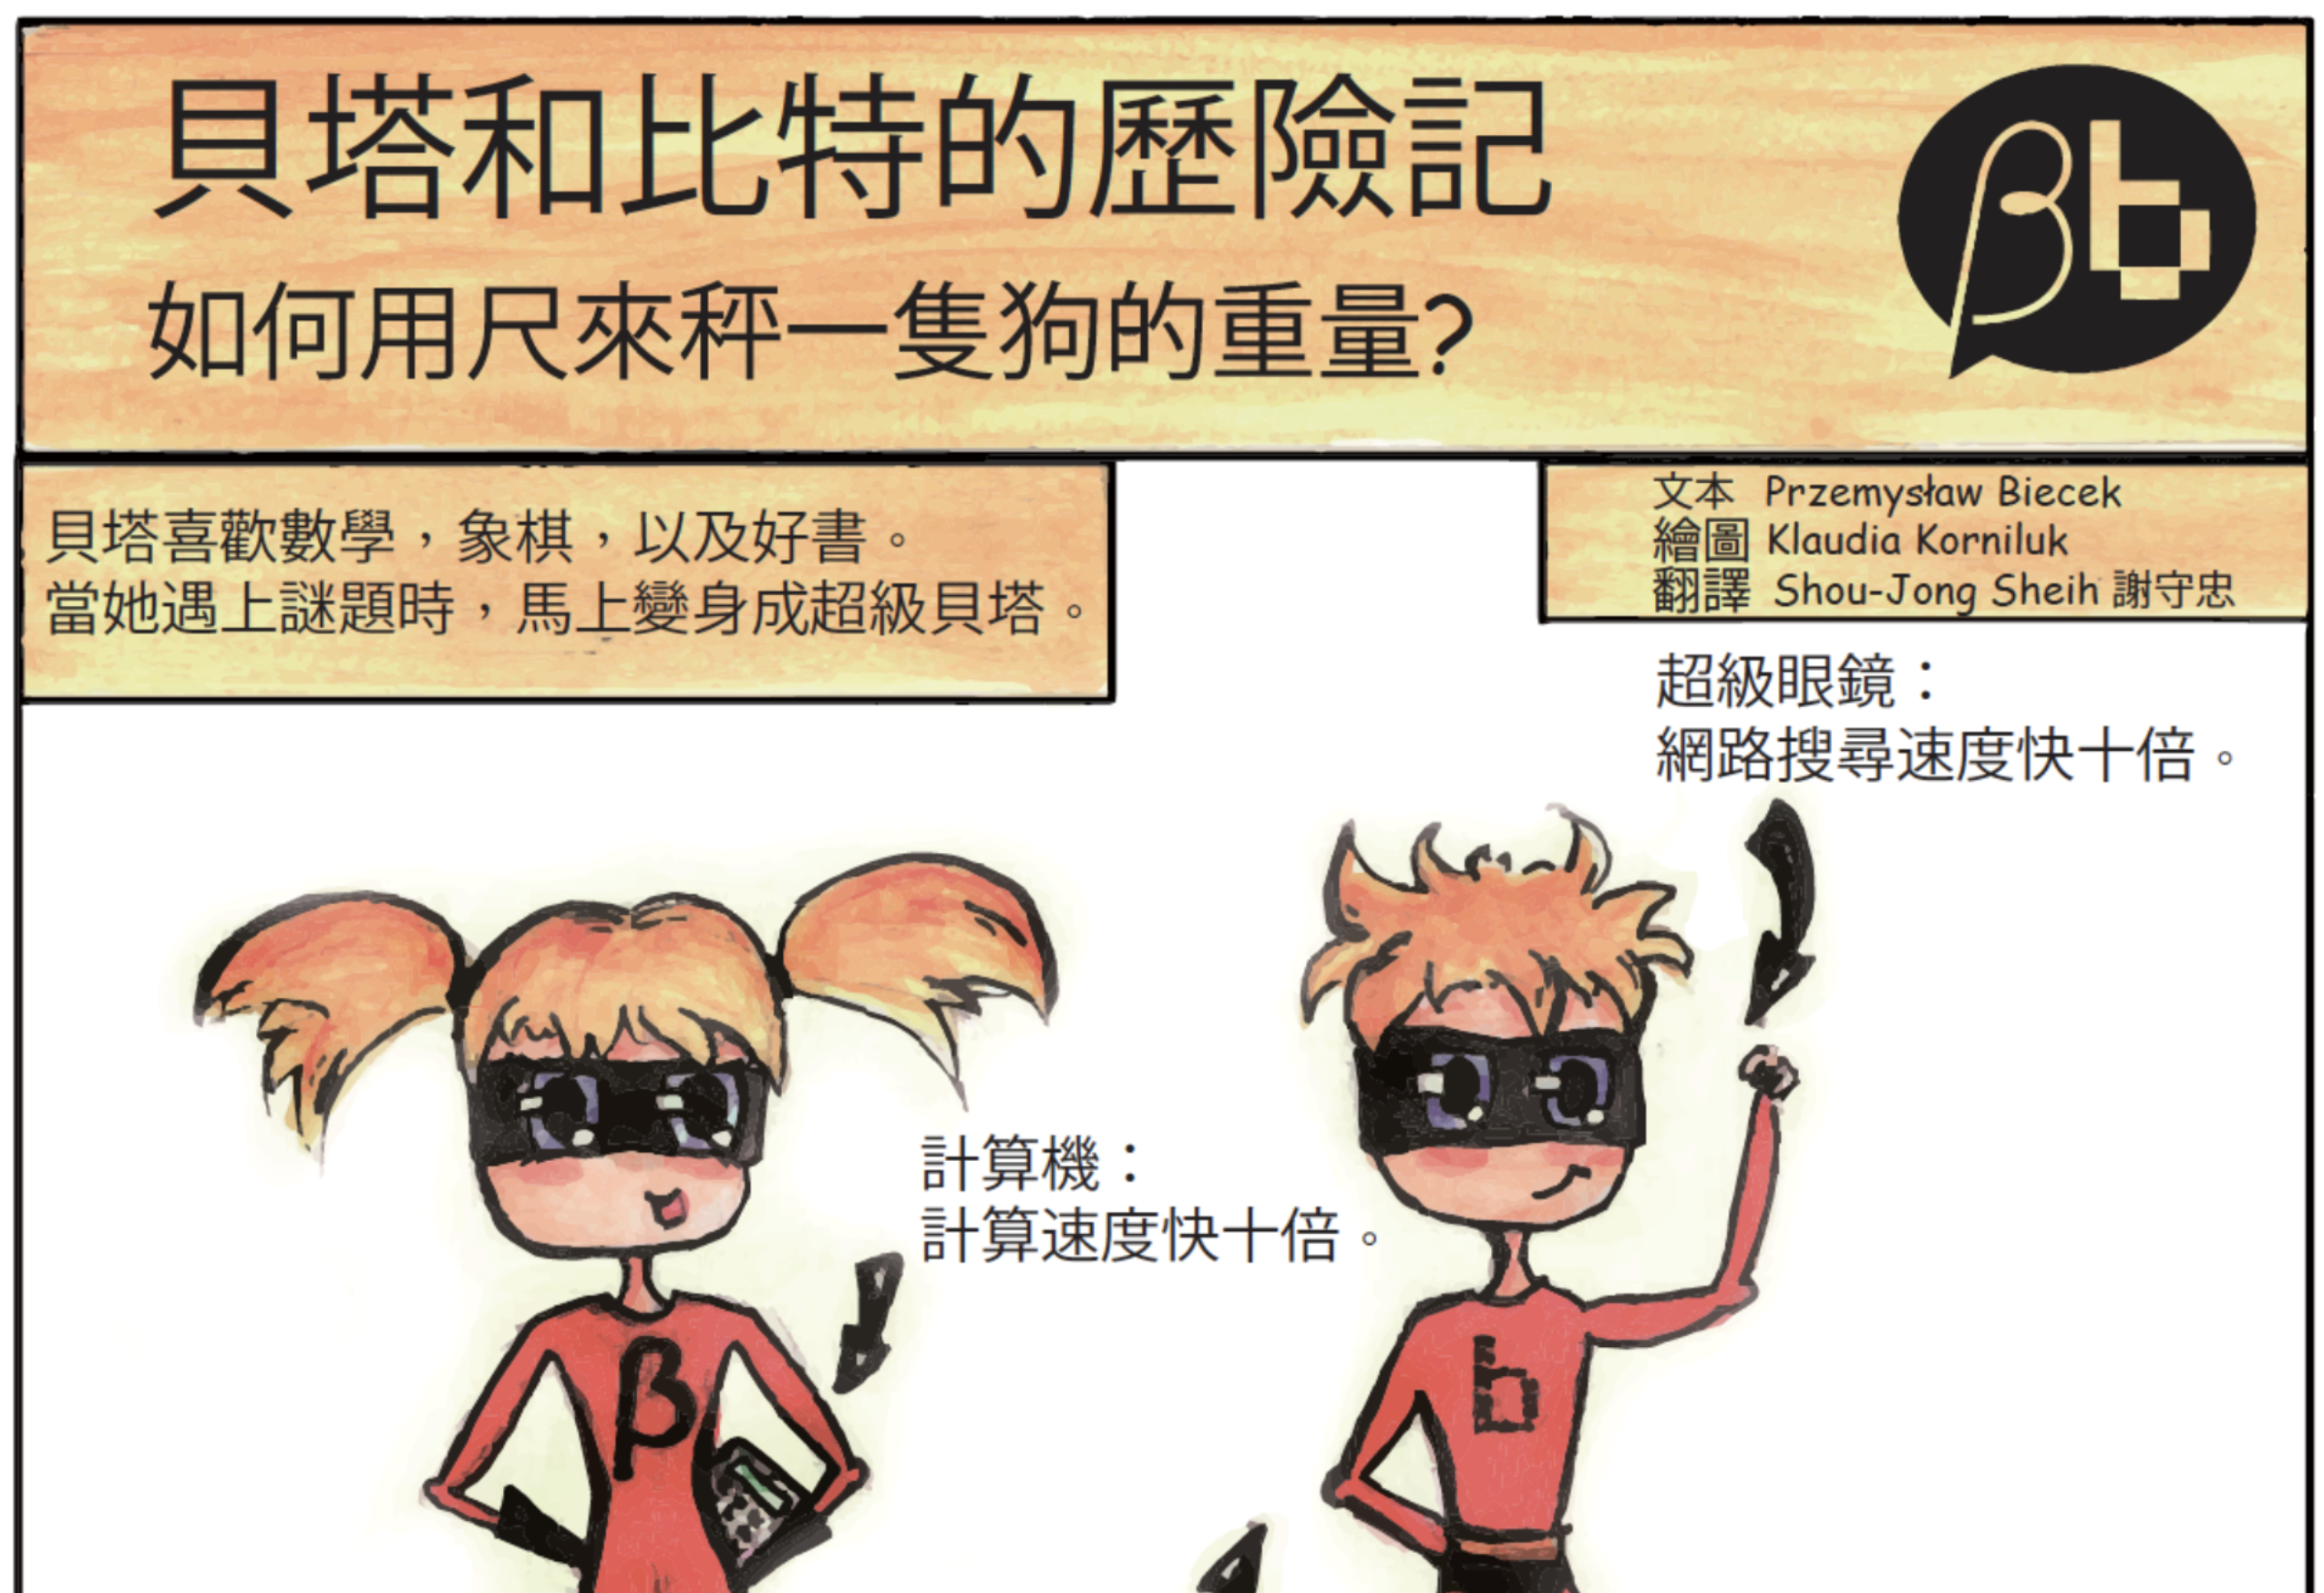 貝塔和比特的歷險記
如何用尺來秤一隻狗的重量?
βb
貝塔喜歡數學，象棋，以及好書。
當她遇上謎題時，馬上變身成超級貝塔。
文本 Przemysław Biecek
繪圖 Klaudia Korniluk
翻譯 Shou-Jong Sheih 謝守忠
超級眼鏡：
網路搜尋速度快十倍。
計算機：
計算速度快十倍。
β
b